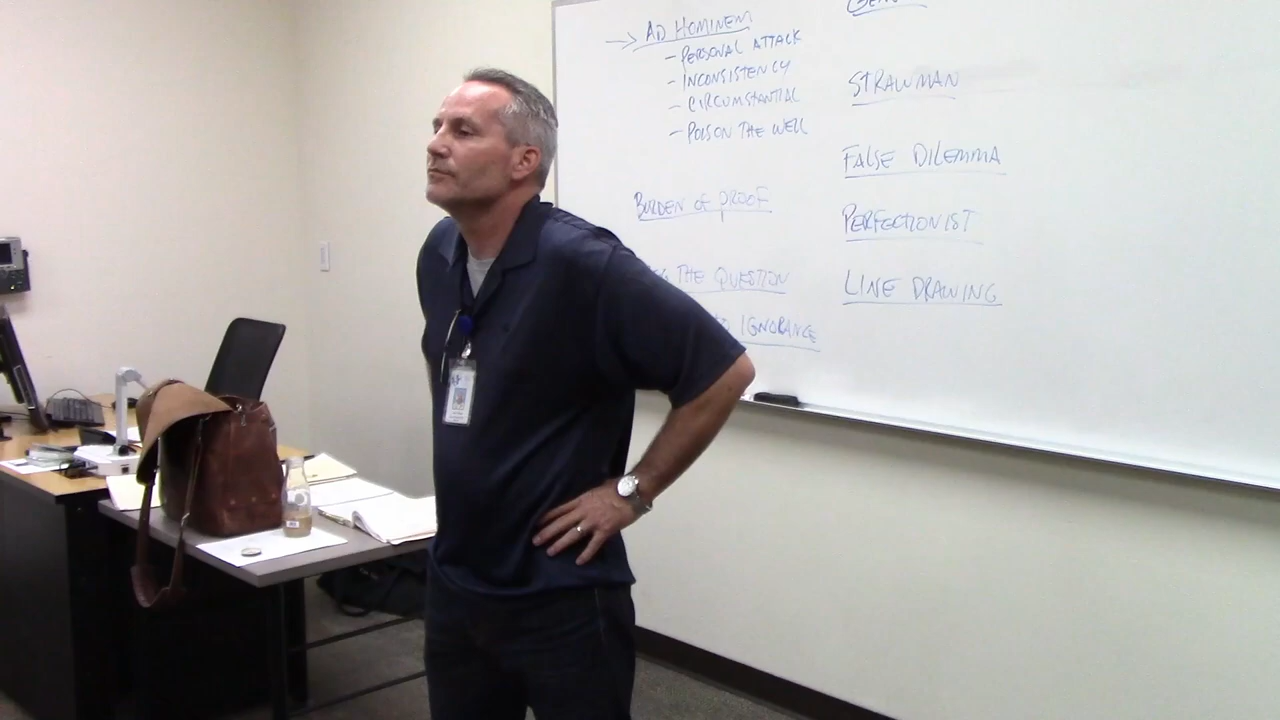 AD HOMINEM
- PERSONAL ATTACK
- INCONSISTENCY
- CIRCUMSTANTIAL
- POISON THE WELL
BURDEN OF PROOF
THE QUESTION
IGNORANCE
STRAWMAN
FALSE DILEMMA
PERFECTIONIST
LINE DRAWING